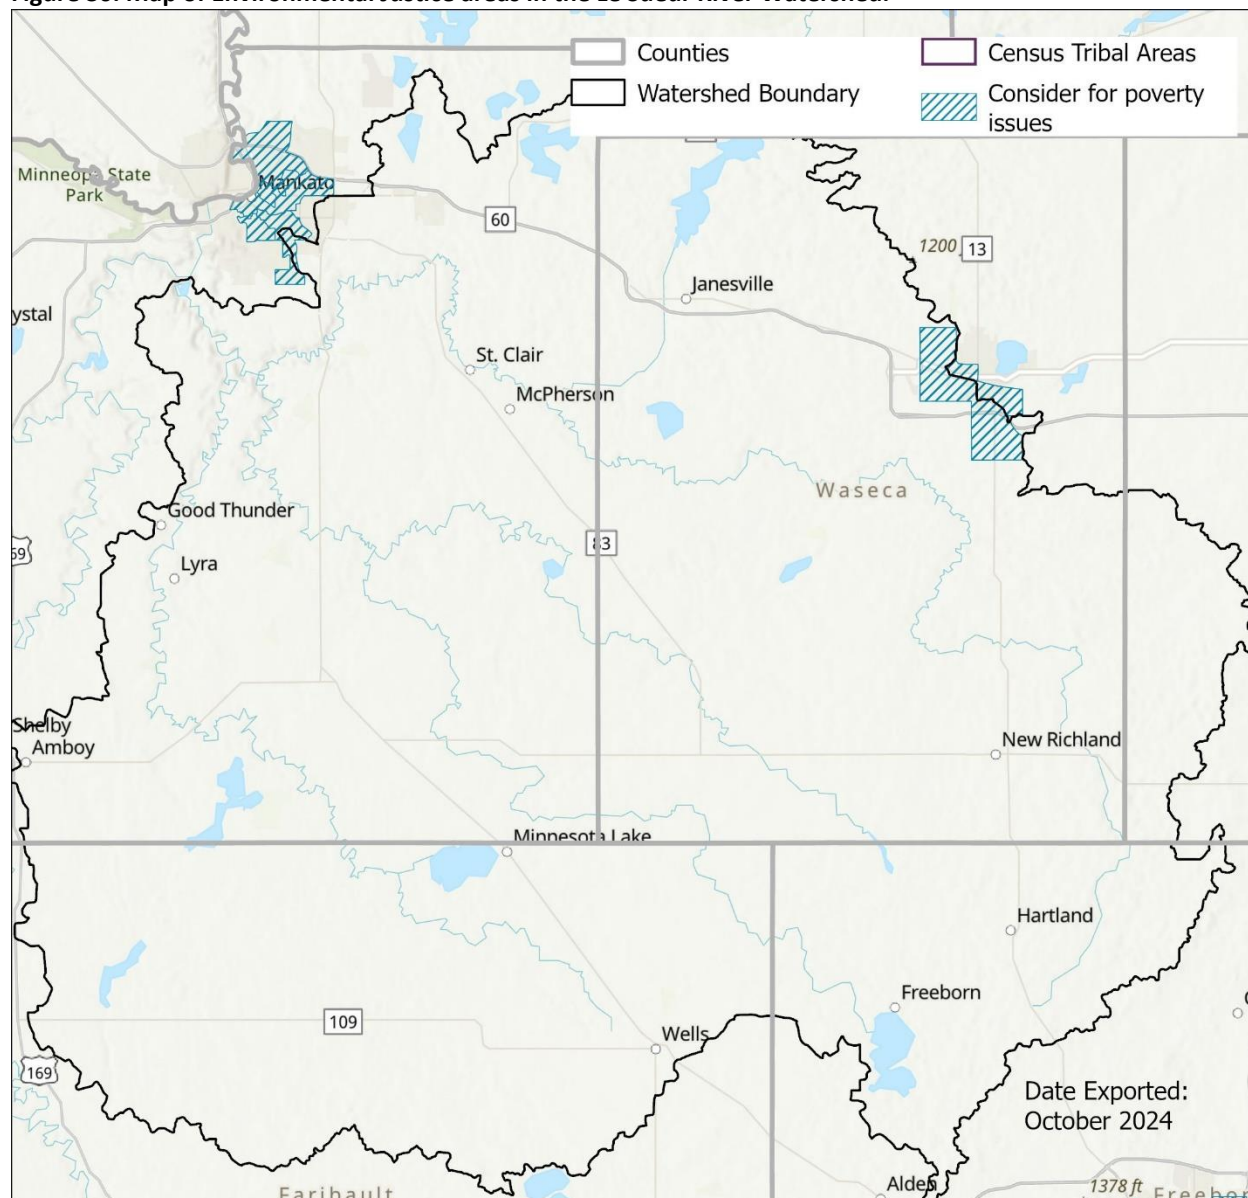 Counties
Census Tribal Areas
Watershed Boundary
Consider for poverty
issues
Minneopa State
Park
Mankato
60
1200
13
Janesville
ystal
St. Clair
McPherson
Waseca
Good Thunder
83
69
Lyra
Shelby
Amboy
New Richland
Minnesota Lake
Hartland
Freeborn
109
Wells
169
Date Exported:
October 2024
Alden
1378 ft
Faribault
Freebo